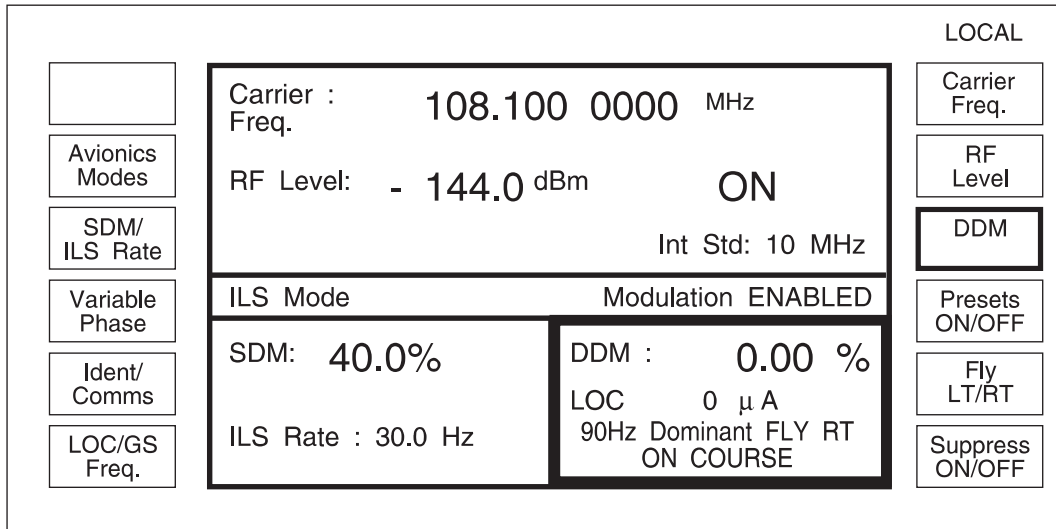 LOCAL
Avionics
Modes
SDM/
ILS Rate
Variable
Phase
Ident/
Comms
LOC/GS
Freq.
Carrier :
Freq.
108.100 0000 MHz
RF Level: - 144.0 dBm ON
Int Std: 10 MHz
ILS Mode Modulation ENABLED
SDM: 40.0%
ILS Rate : 30.0 Hz
DDM : 0.00 %
LOC 0 μA
90Hz Dominant FLY RT
ON COURSE
Carrier
Freq.
RF
Level
DDM
Presets
ON/OFF
Fly
LT/RT
Suppress
ON/OFF